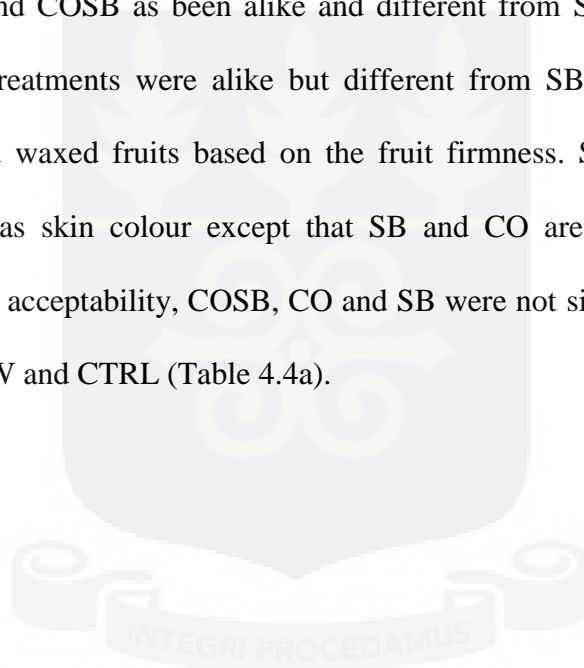 nd COSB as been alike and different from S
reatments were alike but different from SB
waxed fruits based on the fruit firmness. S
as skin colour except that SB and CO are
acceptability, COSB, CO and SB were not si
and CTRL (Table 4.4a).
INTEGRI PROCEDAMUS